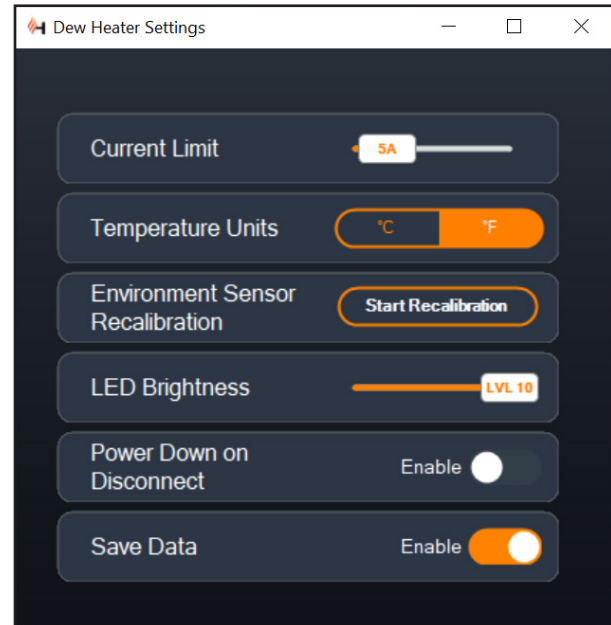 Dew Heater Settings
Current Limit
5A
Temperature Units
°C
°F
Environment Sensor
Recalibration
Start Recalibration
LED Brightness
LVL 10
Power Down on
Disconnect
Enable
Save Data
Enable